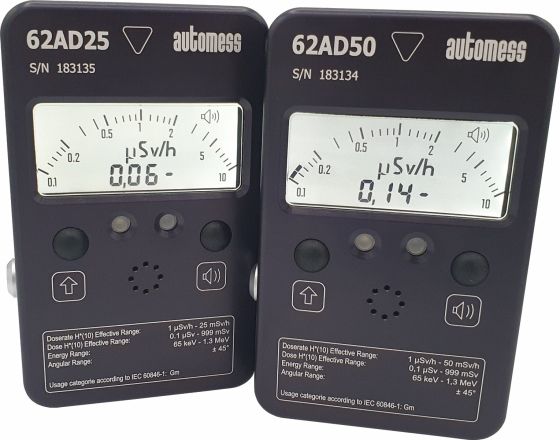 62AD25 automess
S/N 183135
0.1 0.2 0.5 1 2 5 10
µSv/h
0,06-
Doserate H*(10) Effective Range: 1 µSv/h - 25 mSv/h
Dose H*(10) Effective Range: 0.1 µSv - 999 mSv
Energy Range: 65 keV - 1,3 MeV
Angular Range: ± 45°
Usage categorie according to IEC 60846-1: Gm
62AD50 automess
S/N 183134
0.1 0.2 0.5 1 2 5 10
µSv/h
0,14-
Doserate H*(10) Effective Range: 1 µSv/h - 50 mSv/h
Dose H*(10) Effective Range: 0,1 µSv - 999 mSv
Energy Range: 65 keV - 1,3 MeV
Angular Range: ± 45°
Usage categorie according to IEC 60846-1: Gm